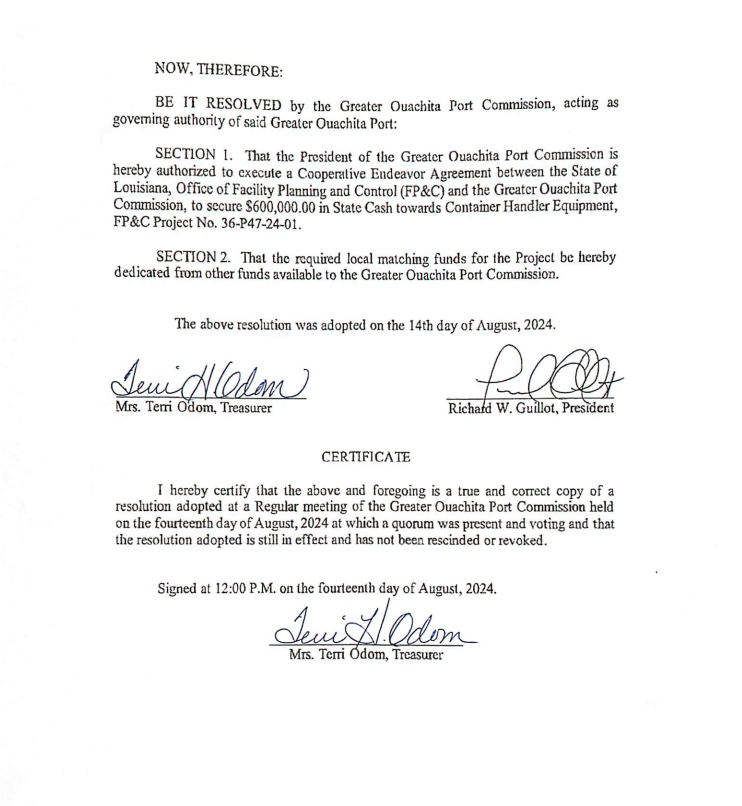 NOW, THEREFORE:
BE IT RESOLVED by the Greater Ouachita Port Commission, acting as
governing authority of said Greater Ouachita Port:
SECTION 1. That the President of the Greater Ouachita Port Commission is
hereby authorized to execute a Cooperative Endeavor Agreement between the State of
Louisiana, Office of Facility Planning and Control (FP&C) and the Greater Ouachita Port
Commission, to secure $600,000.00 in State Cash towards Container Handler Equipment,
FP&C Project No. 36-P47-24-01.
SECTION 2. That the required local matching funds for the Project be hereby
dedicated from other funds available to the Greater Ouachita Port Commission.
The above resolution was adopted on the 14th day of August, 2024.
Terri H. Odom
Mrs. Terri Odom, Treasurer
Richard W. Guillot, President
CERTIFICATE
I hereby certify that the above and foregoing is a true and correct copy of a
resolution adopted at a Regular meeting of the Greater Ouachita Port Commission held
on the fourteenth day of August, 2024 at which a quorum was present and voting and that
the resolution adopted is still in effect and has not been rescinded or revoked.
Signed at 12:00 P.M. on the fourteenth day of August, 2024.
Terri H. Odom
Mrs. Terri Odom, Treasurer